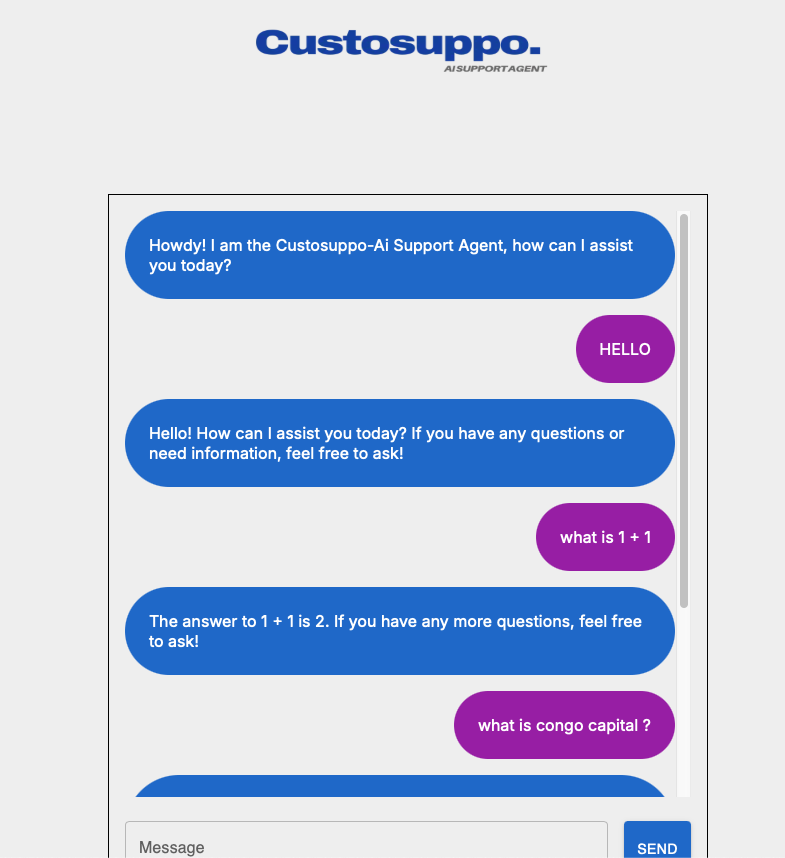 Custosuppo.
AI SUPPORT AGENT
Howdy! I am the Custosuppo-Ai Support Agent, how can I assist
you today?
HELLO
Hello! How can I assist you today? If you have any questions or
need information, feel free to ask!
what is 1 + 1
The answer to 1 + 1 is 2. If you have any more questions, feel free
to ask!
what is congo capital ?
Message
SEND